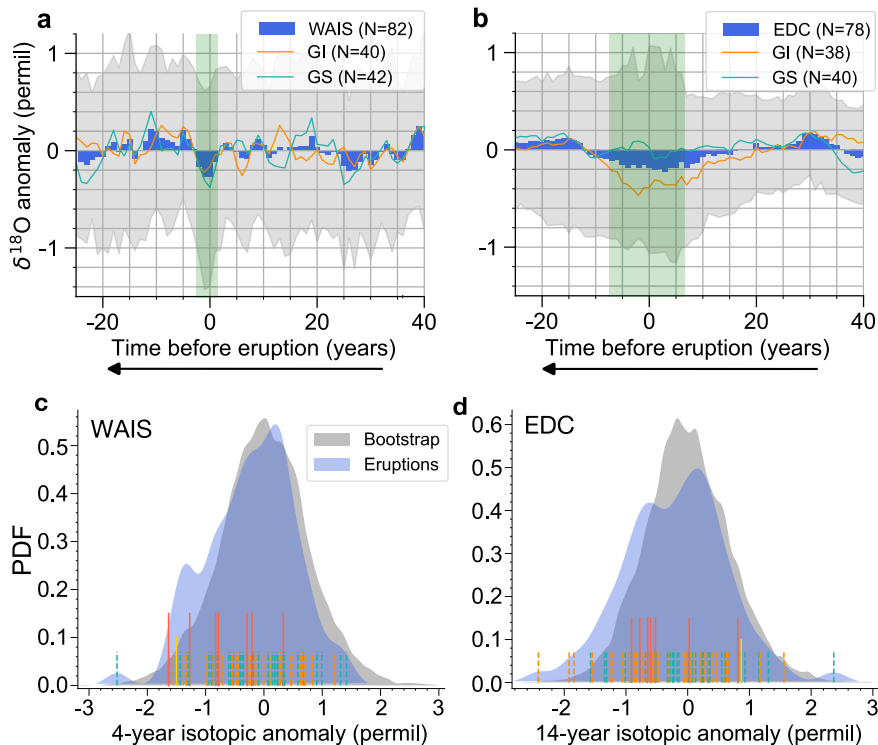 a
WAIS (N=82)
GI (N=40)
GS (N=42)
δ18O anomaly (permil)
1
0
-1
-20
0
20
40
Time before eruption (years)
b
EDC (N=78)
GI (N=38)
GS (N=40)
1
0
-1
-20
0
20
40
Time before eruption (years)
c
WAIS
Bootstrap
Eruptions
PDF
0.5
0.4
0.3
0.2
0.1
0.0
-3
-2
-1
0
1
2
3
4-year isotopic anomaly (permil)
d
EDC
0.6
0.5
0.4
0.3
0.2
0.1
0.0
-2
-1
0
1
2
3
14-year isotopic anomaly (permil)